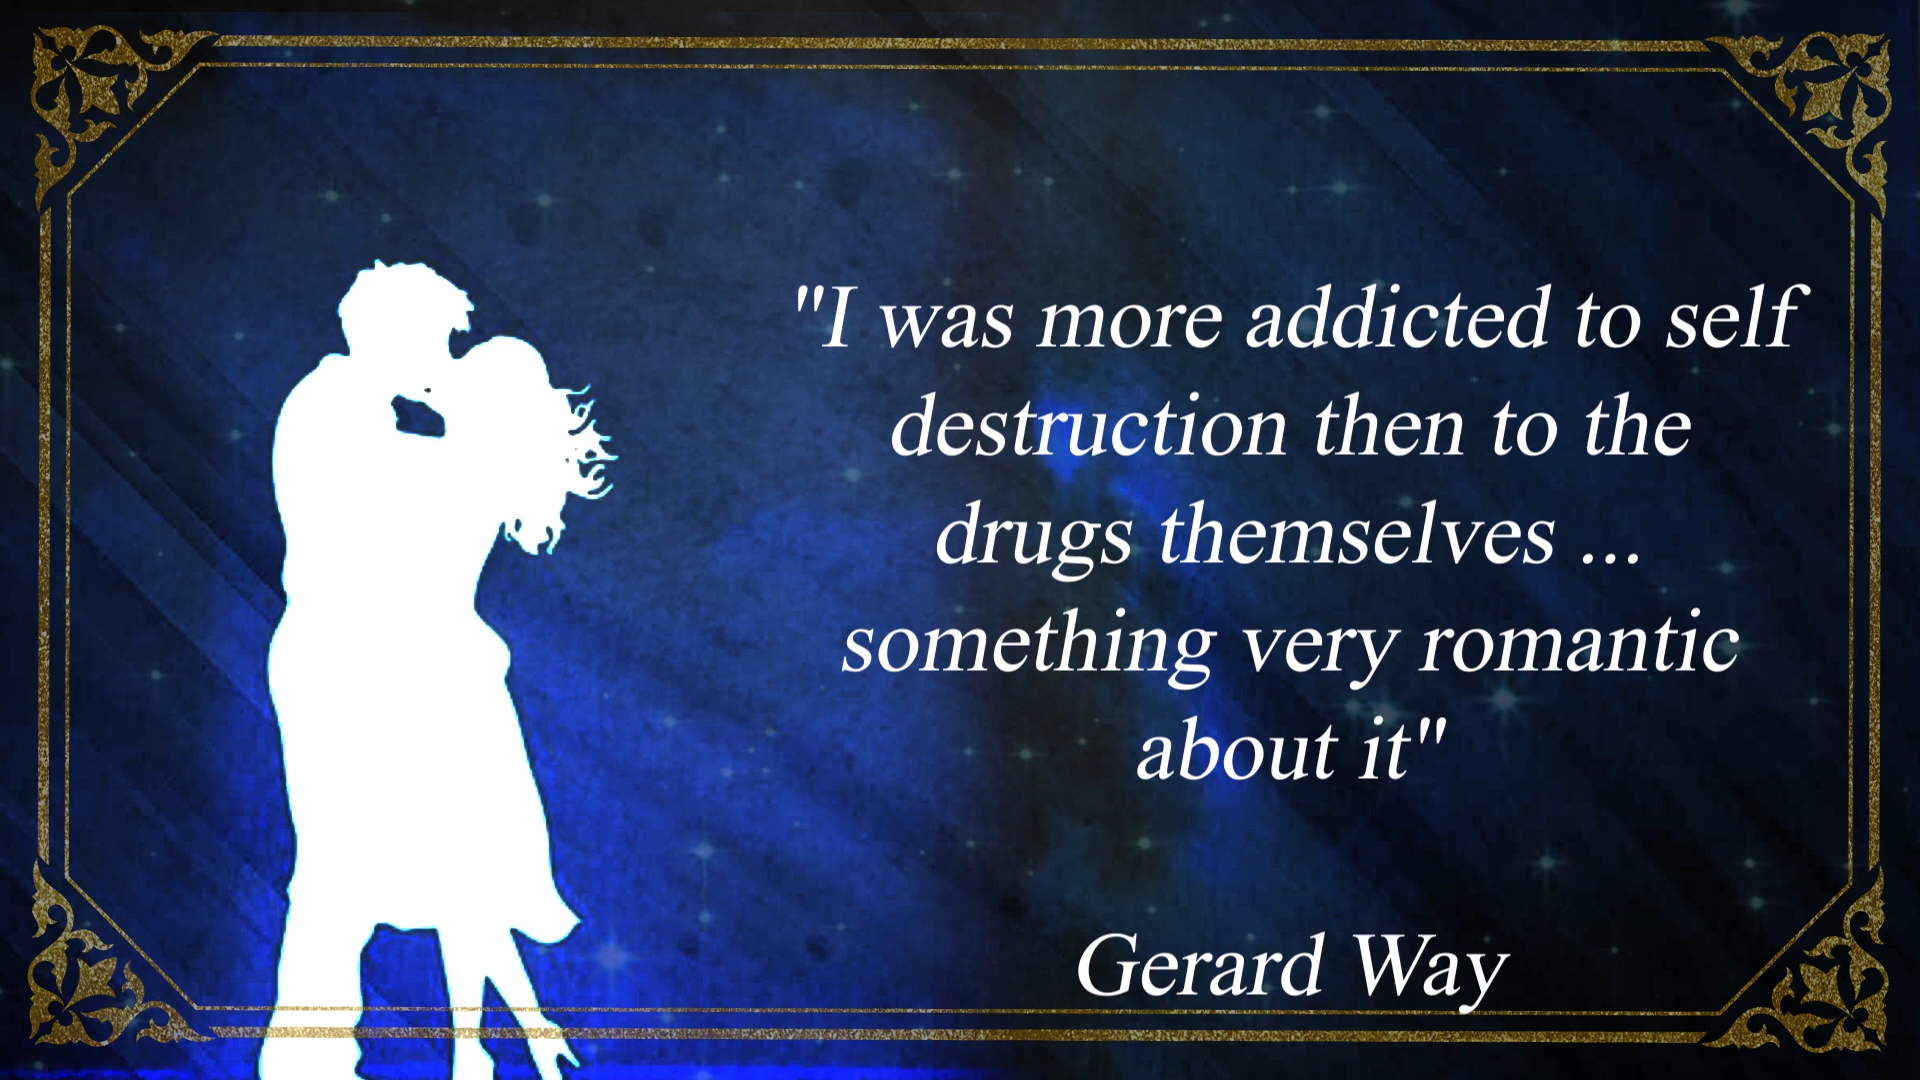 "I was more addicted to self
destruction then to the
drugs themselves ...
something very romantic
about it"
Gerard Way